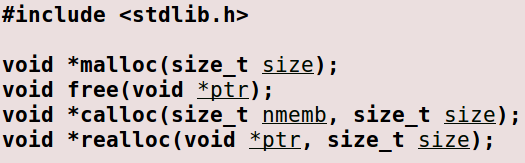 #include <stdlib.h>
void *malloc(size_t size);
void free(void *ptr);
void *calloc(size_t nmemb, size_t size);
void *realloc(void *ptr, size_t size);